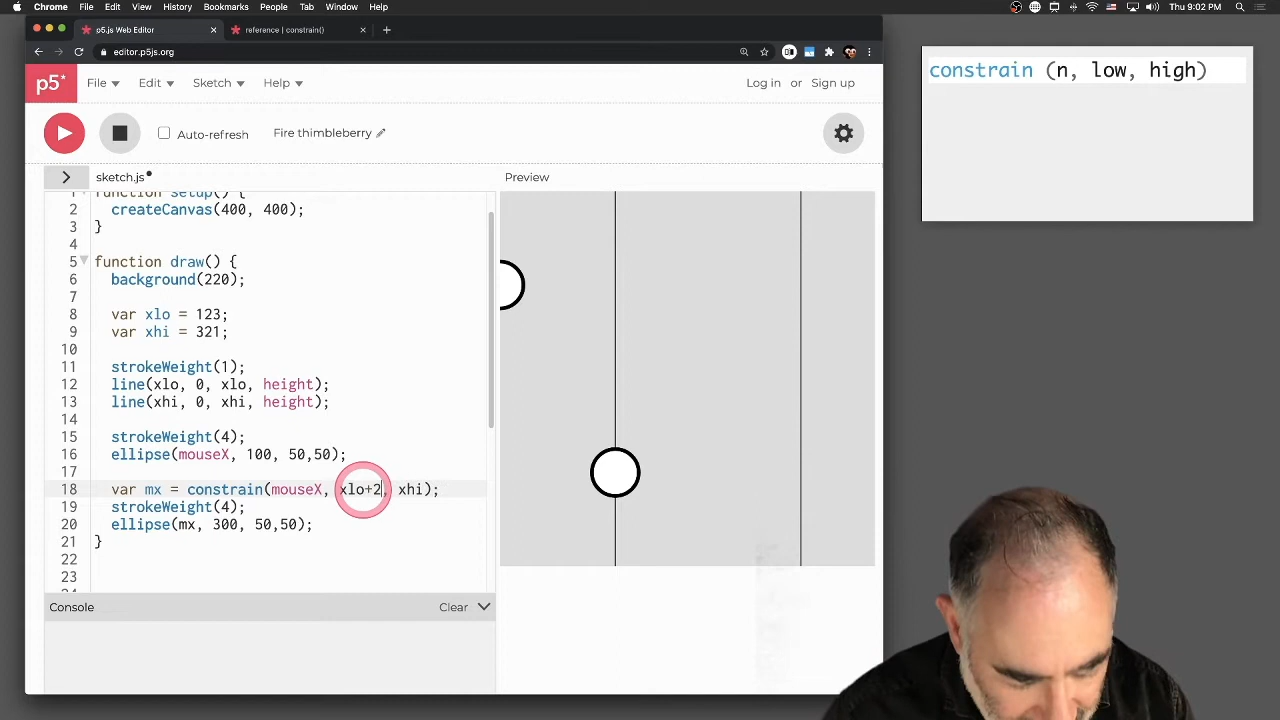 Chrome File Edit View History Bookmarks People Tab Window Help Thu 9:02 PM
p5.js Web Editor reference | constrain()
editor.p5js.org
p5* File Edit Sketch Help Log in or Sign up
Auto-refresh Fire thimbleberry
sketch.js Preview
1 function setup() {
2 createCanvas(400, 400);
3 }
4
5 function draw() {
6 background(220);
7
8 var xlo = 123;
9 var xhi = 321;
10
11 strokeWeight(1);
12 line(xlo, 0, xlo, height);
13 line(xhi, 0, xhi, height);
14
15 strokeWeight(4);
16 ellipse(mouseX, 100, 50,50);
17
18 var mx = constrain(mouseX, xlo+2, xhi);
19 strokeWeight(4);
20 ellipse(mx, 300, 50,50);
21 }
22
23
Console Clear
constrain (n, low, high)